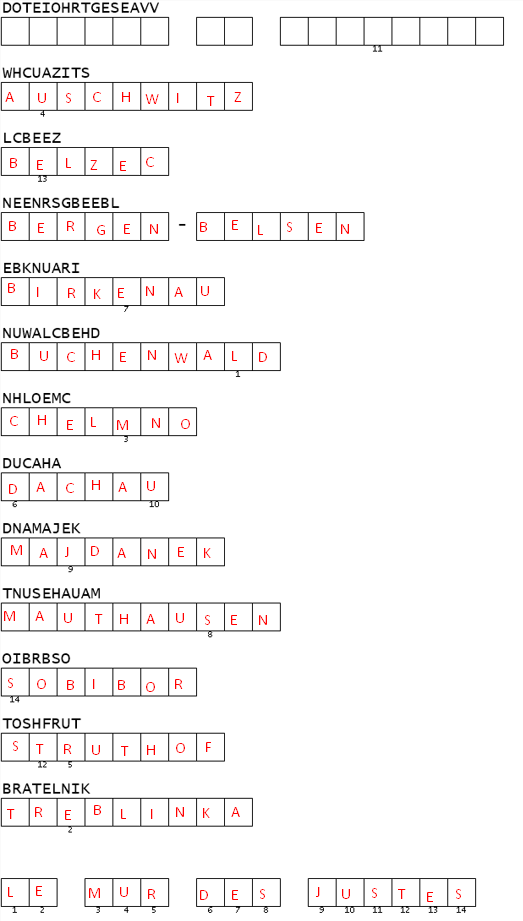 DOTEIOHRTGESEAVV
11
WHCUAZITS
A U S C H W I T Z
4
LCBEEZ
B E L Z E C
13
NEENRSGBEEBL
B E R G E N - B E L S E N
EBKNUARI
B I R K E N A U
7
NUWALCBEHD
B U C H E N W A L D
1
NHLOEMC
C H E L M N O
3
DUCAHA
D A C H A U
6 10
DNAMAJEK
M A J D A N E K
9
TNUSEHAUAM
M A U T H A U S E N
8
OIBRBSO
S O B I B O R
14
TOSHFRUT
S T R U T H O F
12 5
BRATELNIK
T R E B L I N K A
2
L E M U R D E S J U S T E S
1 2 3 4 5 6 7 8 9 10 11 12 13 14